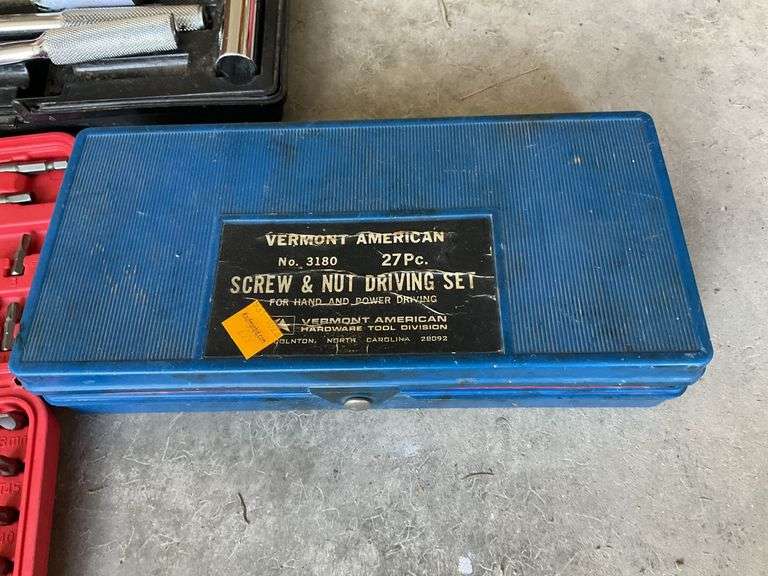 VERMONT AMERICAN
No. 3180 27Pc.
SCREW & NUT DRIVING SET
FOR HAND AND POWER DRIVING
VERMONT AMERICAN
HARDWARE TOOL DIVISION
OLNTON, NORTH CAROLINA 28092